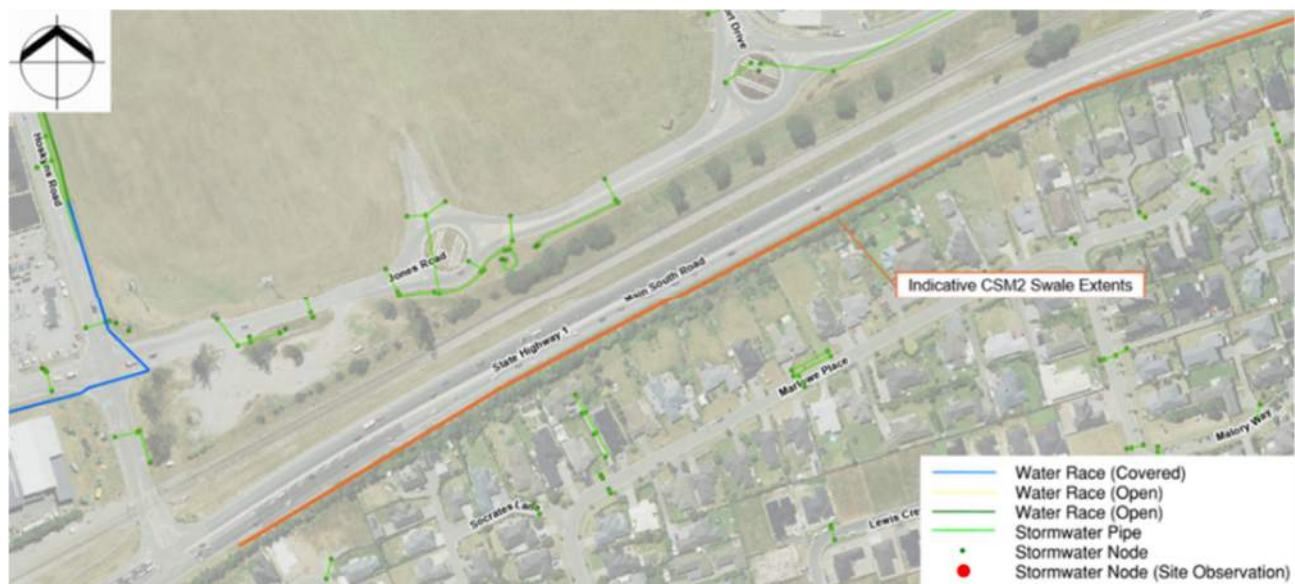 Drive
Hoskyns Road
Jones Road
Main South Road
Indicative CSM2 Swale Extents
State Highway 1
Marlowe Place
Malory Way
Socrates Lane
Lewis Cre
Water Race (Covered)
Water Race (Open)
Water Race (Open)
Stormwater Pipe
Stormwater Node
Stormwater Node (Site Observation)